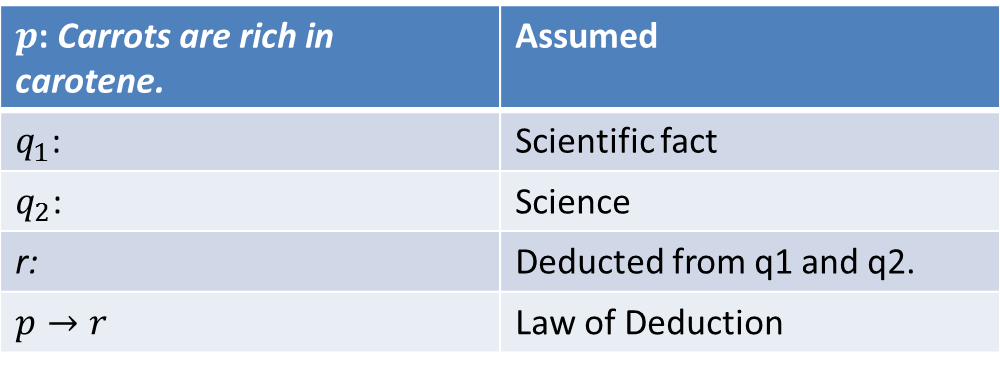 p: Carrots are rich in
carotene.
Assumed
q₁:
Scientific fact
q₂:
Science
r:
Deducted from q1 and q2.
p → r
Law of Deduction